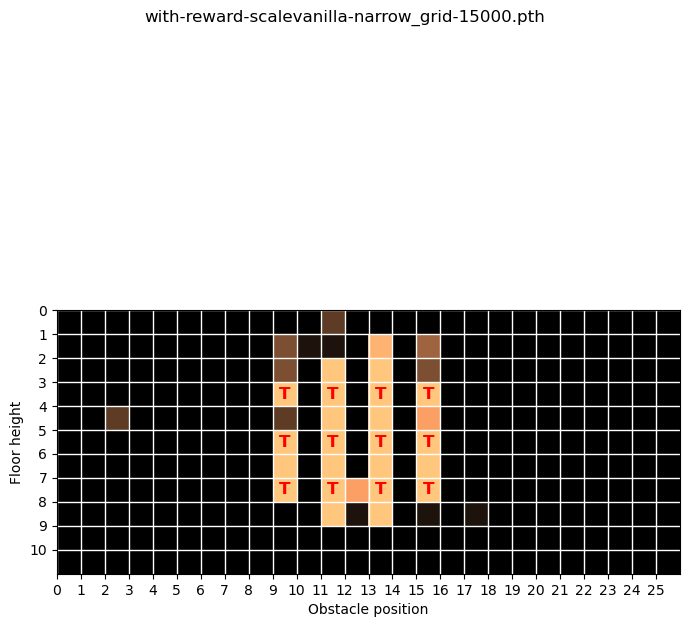 with-reward-scalevanilla-narrow_grid-15000.pth
0
1
2
3
T T T T
4
5
T T T T
6
7
T T T T
8
9
10
Floor height
0 1 2 3 4 5 6 7 8 9 10 11 12 13 14 15 16 17 18 19 20 21 22 23 24 25
Obstacle position